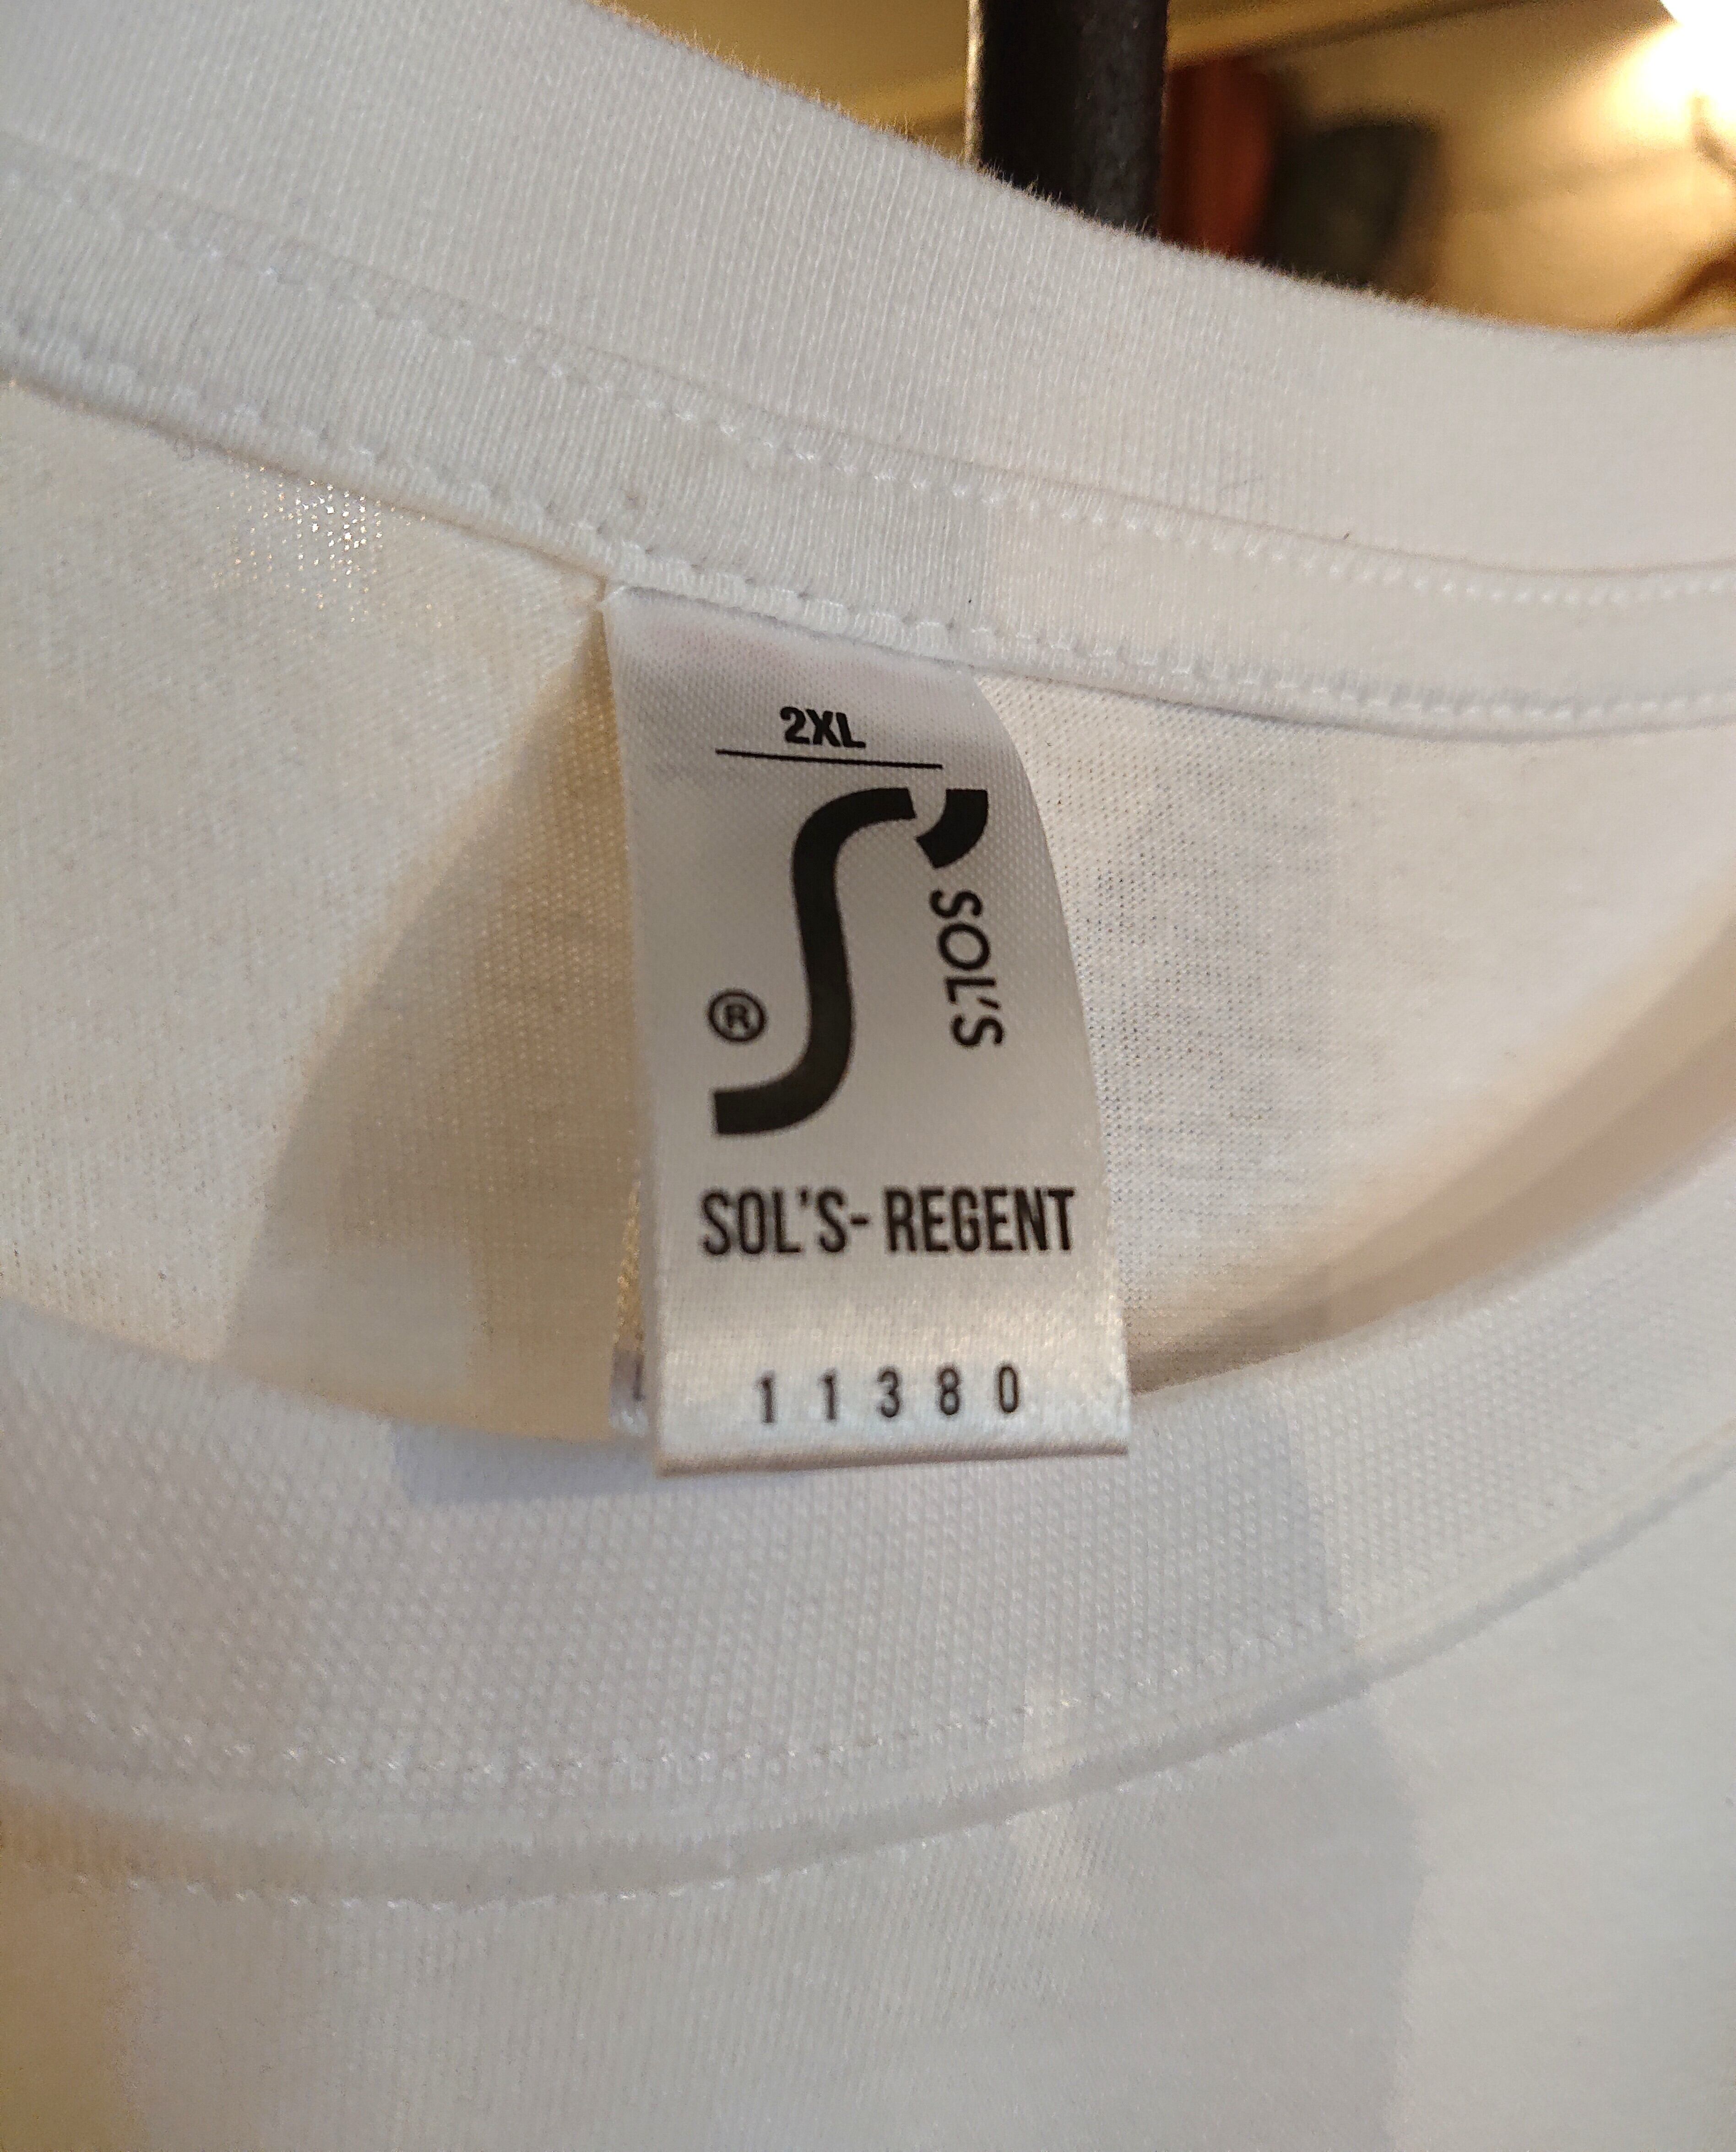 2XL
S'
SOL'S
®
SOL'S- REGENT
11380